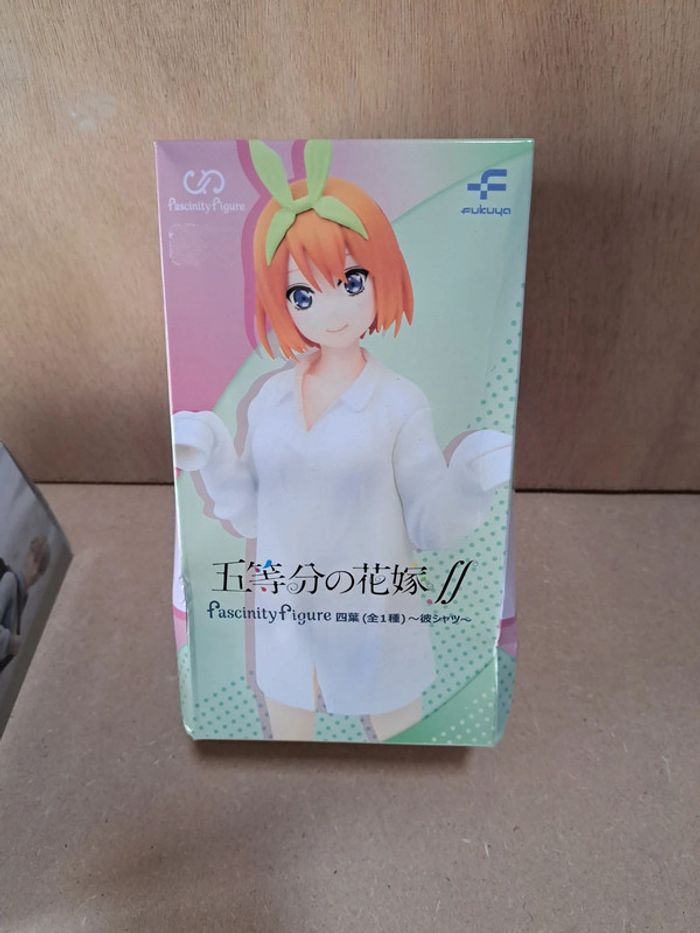 Fascinity Figure
FUKUYA
五等分の花嫁∬
Fascinity Figure 四葉 (全1種) ～彼シャツ～